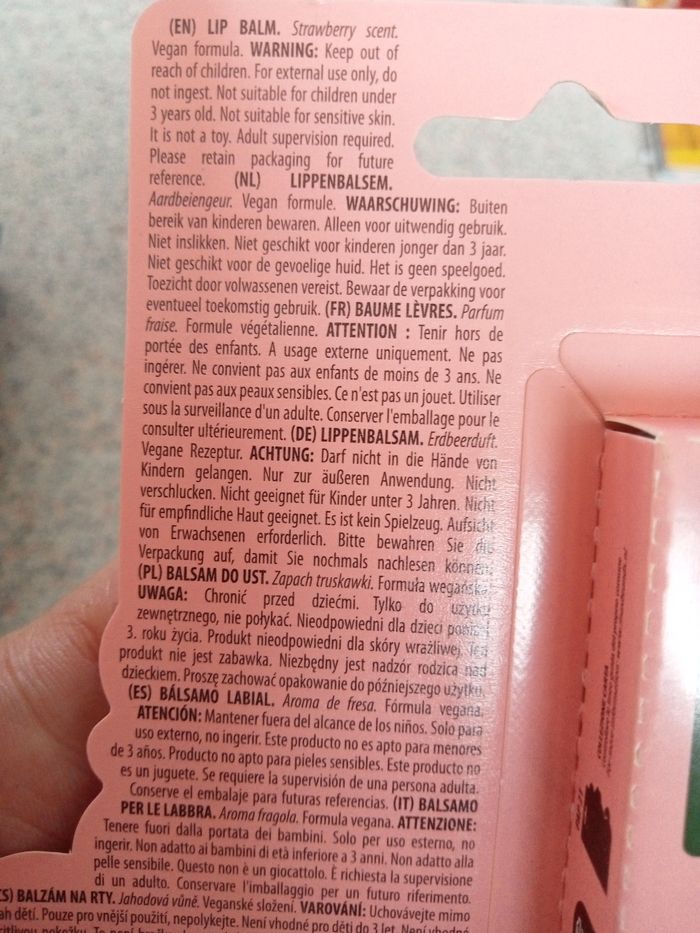 (EN) LIP BALM. Strawberry scent.
Vegan formula. WARNING: Keep out of
reach of children. For external use only, do
not ingest. Not suitable for children under
3 years old. Not suitable for sensitive skin.
It is not a toy. Adult supervision required.
Please retain packaging for future
reference. (NL) LIPPENBALSEM.
Aardbeiengeur. Vegan formule. WAARSCHUWING: Buiten
bereik van kinderen bewaren. Alleen voor uitwendig gebruik.
Niet inslikken. Niet geschikt voor kinderen jonger dan 3 jaar.
Niet geschikt voor de gevoelige huid. Het is geen speelgoed.
Toezicht door volwassenen vereist. Bewaar de verpakking voor
eventueel toekomstig gebruik. (FR) BAUME LÈVRES. Parfum
fraise. Formule végétalienne. ATTENTION : Tenir hors de
portée des enfants. A usage externe uniquement. Ne pas
ingérer. Ne convient pas aux enfants de moins de 3 ans. Ne
convient pas aux peaux sensibles. Ce n'est pas un jouet. Utiliser
sous la surveillance d'un adulte. Conserver l'emballage pour le
consulter ultérieurement. (DE) LIPPENBALSAM. Erdbeerduft.
Vegane Rezeptur. ACHTUNG: Darf nicht in die Hände von
Kindern gelangen. Nur zur äußeren Anwendung. Nicht
verschlucken. Nicht geeignet für Kinder unter 3 Jahren. Nicht
für empfindliche Haut geeignet. Es ist kein Spielzeug. Aufsicht
von Erwachsenen erforderlich. Bitte bewahren Sie die
Verpackung auf, damit Sie nochmals nachlesen können.
(PL) BALSAM DO UST. Zapach truskawki. Formuła wegańska.
UWAGA: Chronić przed dziećmi. Tylko do użytku
zewnętrznego, nie połykać. Nieodpowiedni dla dzieci poniżej
3. roku życia. Produkt nieodpowiedni dla skóry wrażliwej. Ten
produkt nie jest zabawka. Niezbędny jest nadzór rodzica nad
dzieckiem. Proszę zachować opakowanie do późniejszego użytku.
(ES) BÁLSAMO LABIAL. Aroma de fresa. Fórmula vegana.
ATENCIÓN: Mantener fuera del alcance de los niños. Solo para
uso externo, no ingerir. Este producto no es apto para menores
de 3 años. Producto no apto para pieles sensibles. Este producto no
es un juguete. Se requiere la supervisión de una persona adulta.
Conserve el embalaje para futuras referencias. (IT) BALSAMO
PER LE LABBRA. Aroma fragola. Formula vegana. ATTENZIONE:
Tenere fuori dalla portata dei bambini. Solo per uso esterno, no
ingerir. Non adatto ai bambini di età inferiore a 3 anni. Non adatto alla
pelle sensibile. Questo non è un giocattolo. È richiesta la supervisione
di un adulto. Conservare l'imballaggio per un futuro riferimento.
CS) BALZÁM NA RTY. Jahodová vůně. Veganské složení. VAROVÁNÍ: Uchovávejte mimo
ah dětí. Pouze pro vnější použití, nepolykejte. Není vhodné pro děti do 3 let. Není vhodné